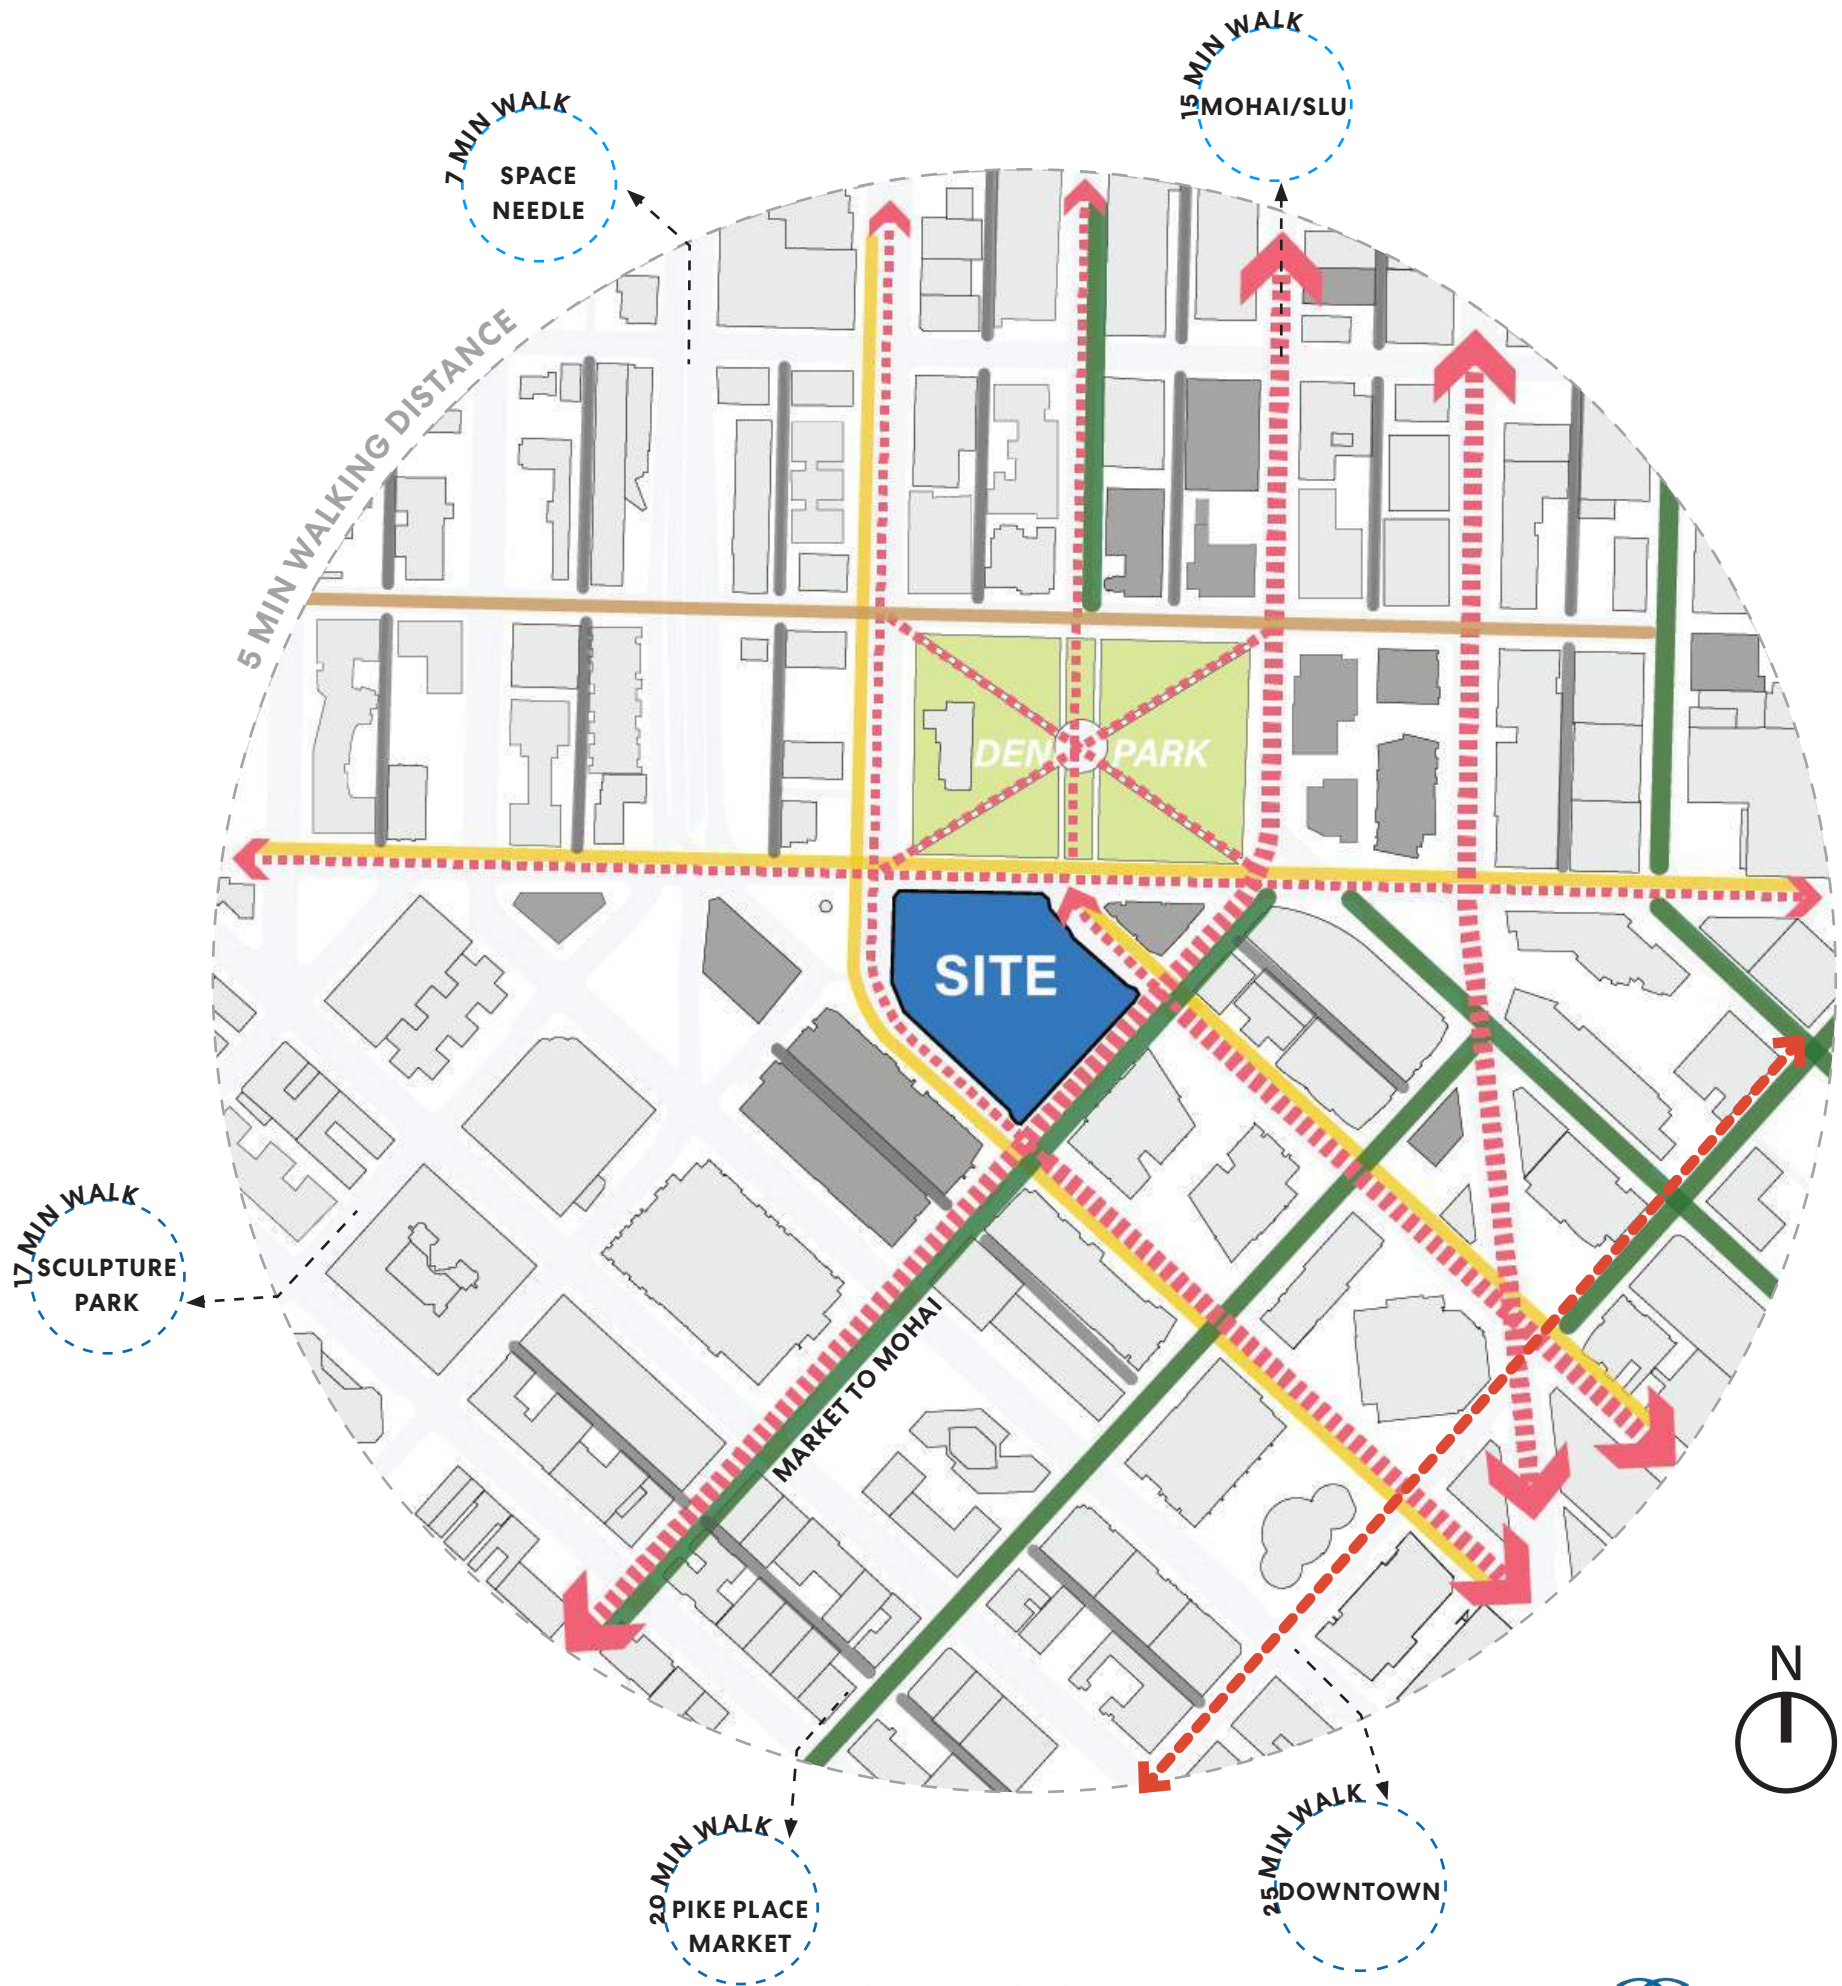 15 MIN WALK
MOHAI/SLU
7 MIN WALK
SPACE
NEEDLE
5 MIN WALKING DISTANCE
DEN
PARK
SITE
17 MIN WALK
SCULPTURE
PARK
MARKET TO MOHAI
N
20 MIN WALK
PIKE PLACE
MARKET
25 MIN WALK
DOWNTOWN